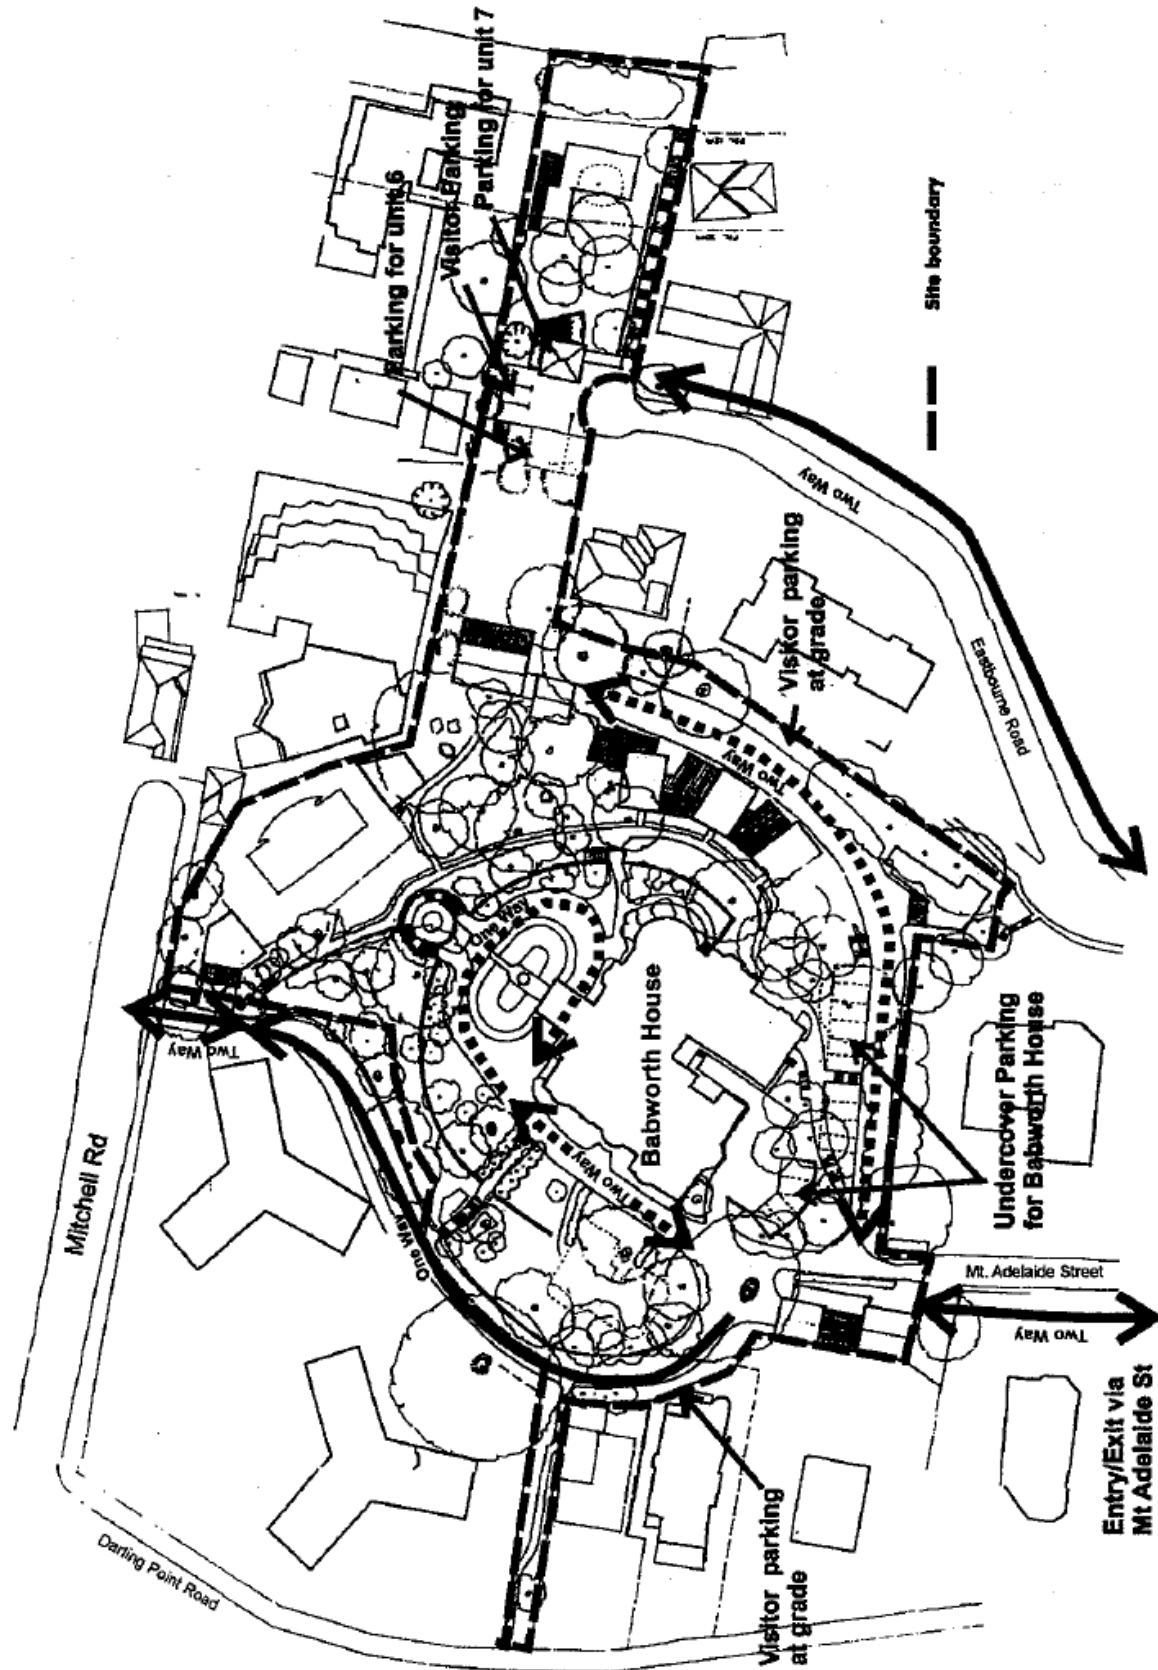 Parking for unit 7
Visitor Parking
Parking for unit 6
Site boundary
Two Way
Eastbourne Road
Visitor parking
at grade
Two Way
One Way
Two Way
Mitchell Rd
Babworth House
Two Way
One Way
Undercover Parking
for Babworth House
Mt. Adelaide Street
Two Way
Entry/Exit via
Mt Adelaide St
Visitor parking
at grade
Darling Point Road